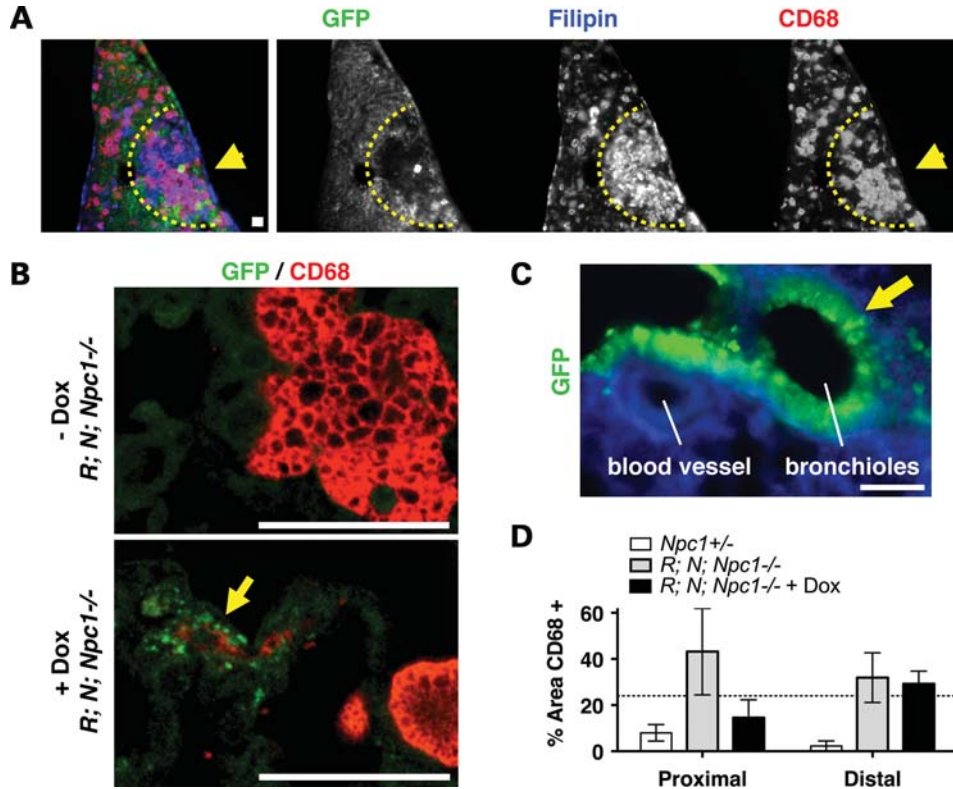 A
GFP
Filipin
CD68
B
GFP / CD68
- Dox
R; N; Npc1-/-
+ Dox
R; N; Npc1-/-
C
GFP
blood vessel
bronchioles
D
Npc1+/-
R; N; Npc1-/-
R; N; Npc1-/- + Dox
% Area CD68 +
60
40
20
0
Proximal
Distal